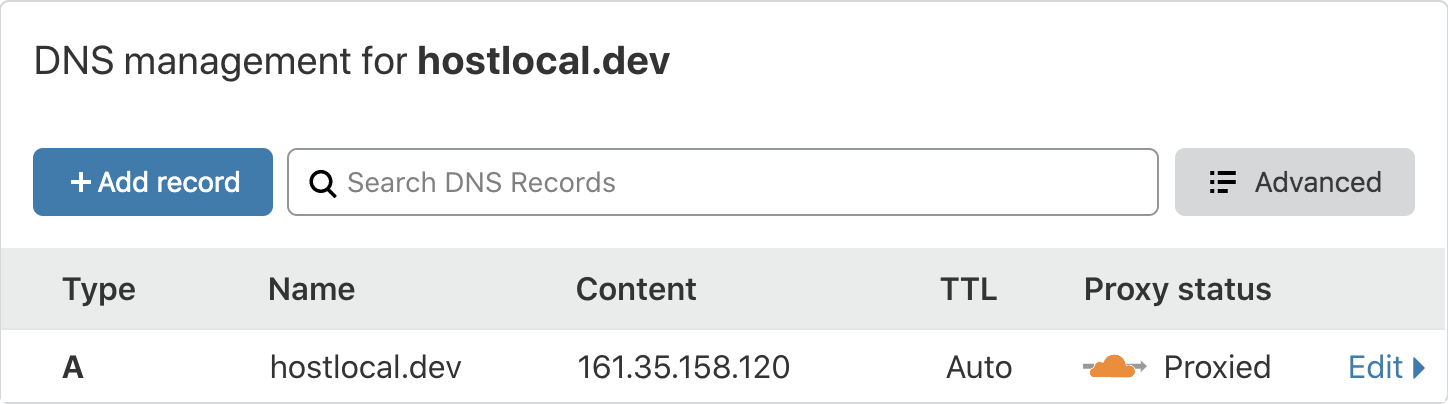 DNS management for hostlocal.dev
+ Add record
Search DNS Records
Advanced
Type Name Content TTL Proxy status
A hostlocal.dev 161.35.158.120 Auto Proxied Edit